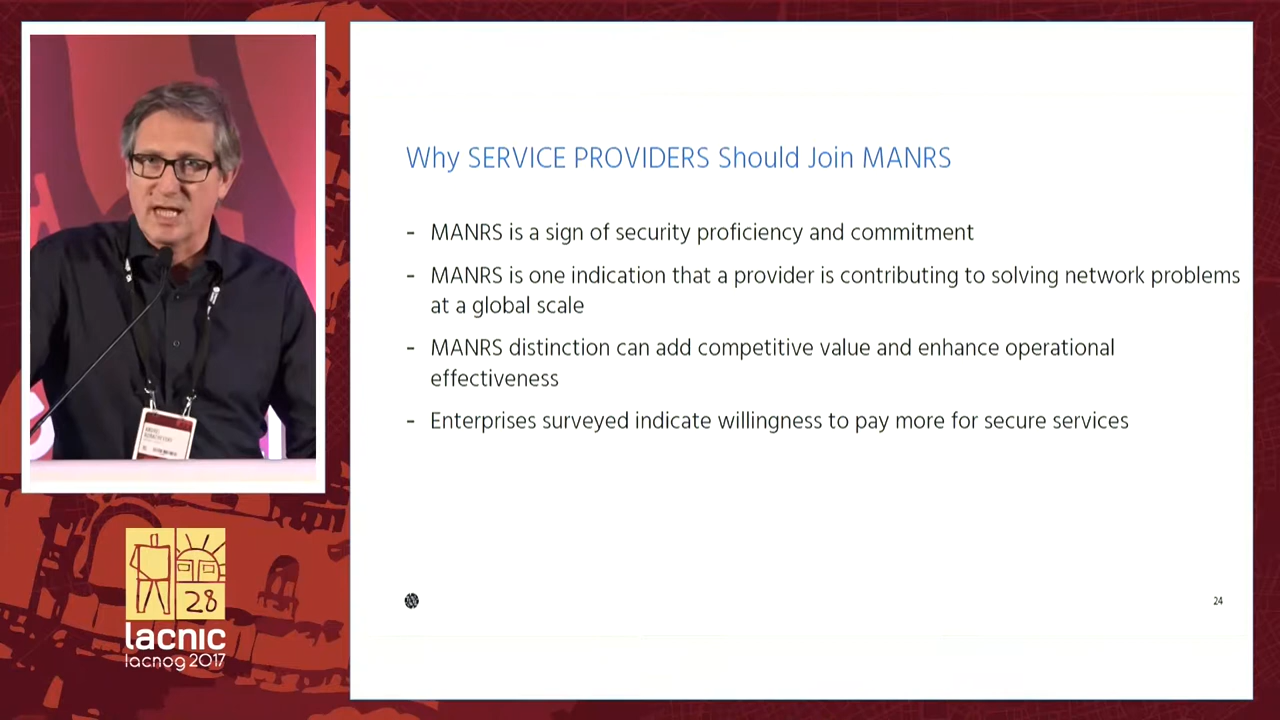 Why SERVICE PROVIDERS Should Join MANRS
- MANRS is a sign of security proficiency and commitment
- MANRS is one indication that a provider is contributing to solving network problems
at a global scale
- MANRS distinction can add competitive value and enhance operational
effectiveness
- Enterprises surveyed indicate willingness to pay more for secure services
24
28
lacnic
lacnog 2017